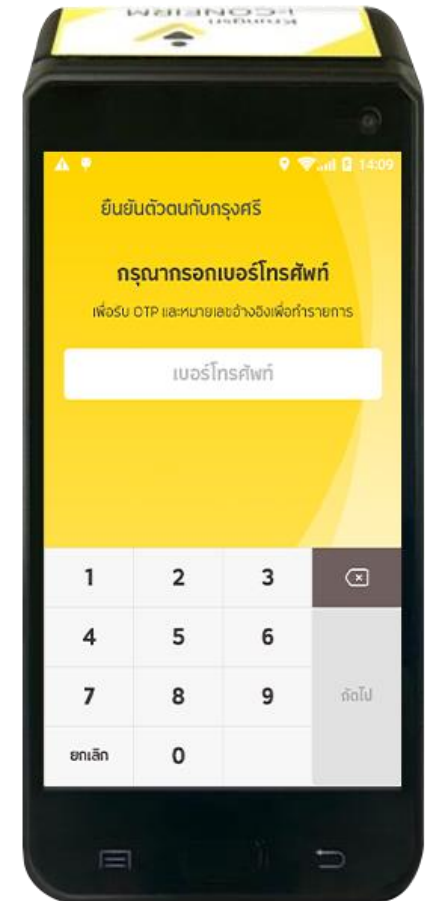 Krungsri
i-CONFIRM
14:09
ยืนยันตัวตนกับกรุงศรี
กรุณากรอกเบอร์โทรศัพท์
เพื่อรับ OTP และหมายเลขอ้างอิงเพื่อทำรายการ
เบอร์โทรศัพท์
1 2 3
4 5 6
7 8 9 ถัดไป
ยกเลิก 0